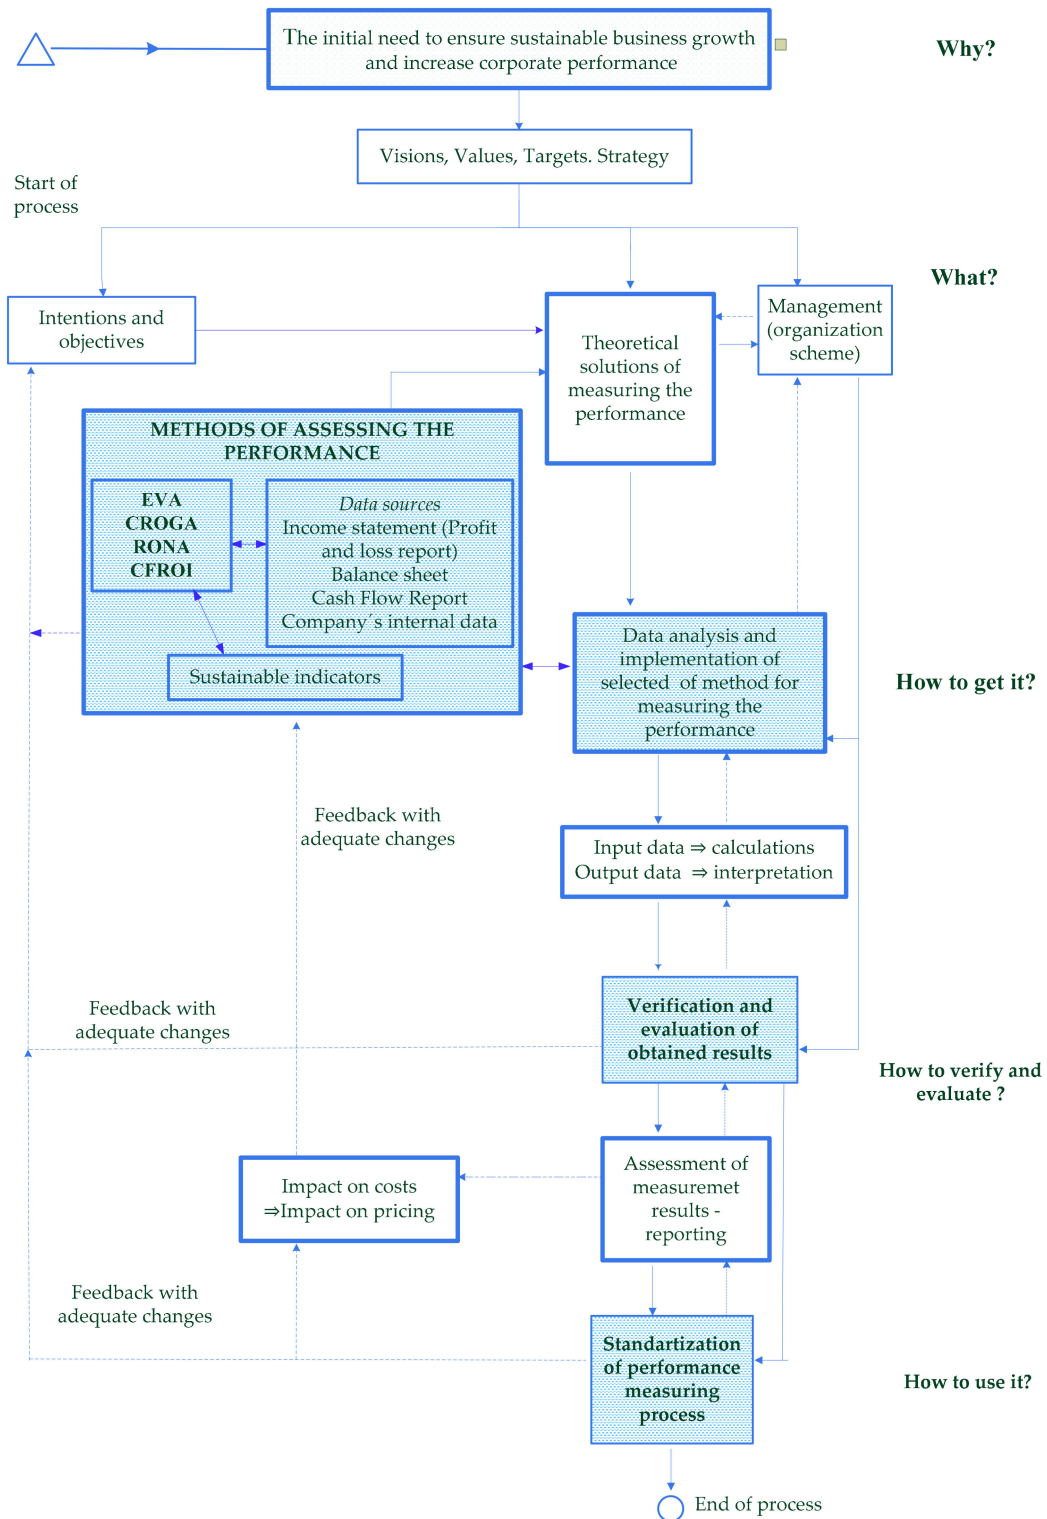 The initial need to ensure sustainable business growth
and increase corporate performance
Why?
Visions, Values, Targets. Strategy
Start of
process
What?
Intentions and
objectives
Theoretical
solutions of
measuring the
performance
Management
(organization
scheme)
METHODS OF ASSESSING THE
PERFORMANCE
EVA
CROGA
RONA
CFROI
Data sources
Income statement (Profit
and loss report)
Balance sheet
Cash Flow Report
Company´s internal data
Sustainable indicators
Data analysis and
implementation of
selected of method for
measuring the
performance
How to get it?
Feedback with
adequate changes
Input data ⇒ calculations
Output data ⇒ interpretation
Feedback with
adequate changes
Verification and
evaluation of
obtained results
How to verify and
evaluate ?
Impact on costs
⇒Impact on pricing
Assessment of
measuremet
results -
reporting
Feedback with
adequate changes
Standartization
of performance
measuring
process
How to use it?
End of process